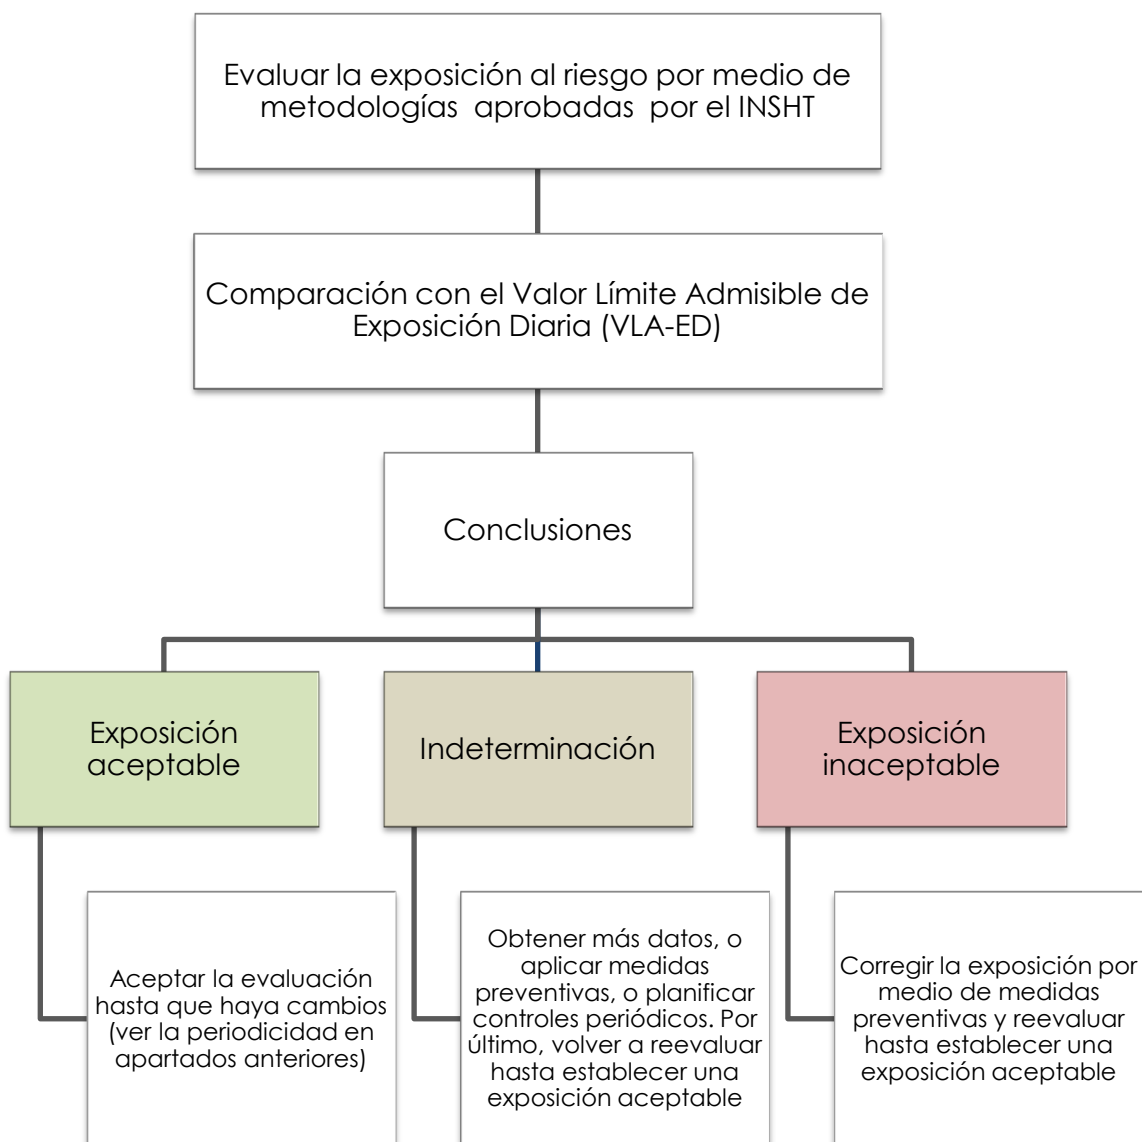 Evaluar la exposición al riesgo por medio de
metodologías aprobadas por el INSHT
Comparación con el Valor Límite Admisible de
Exposición Diaria (VLA-ED)
Conclusiones
Exposición
aceptable
Aceptar la evaluación
hasta que haya cambios
(ver la periodicidad en
apartados anteriores)
Indeterminación
Obtener más datos, o
aplicar medidas
preventivas, o planificar
controles periódicos. Por
último, volver a reevaluar
hasta establecer una
exposición aceptable
Exposición
inaceptable
Corregir la exposición por
medio de medidas
preventivas y reevaluar
hasta establecer una
exposición aceptable